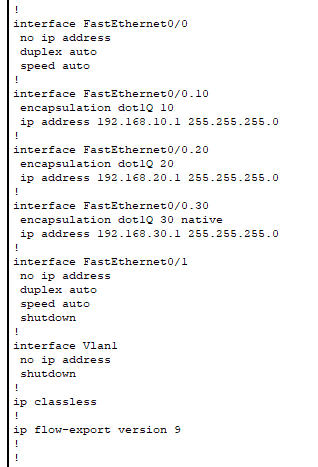 !
interface FastEthernet0/0
 no ip address
 duplex auto
 speed auto
!
interface FastEthernet0/0.10
 encapsulation dot1Q 10
 ip address 192.168.10.1 255.255.255.0
!
interface FastEthernet0/0.20
 encapsulation dot1Q 20
 ip address 192.168.20.1 255.255.255.0
!
interface FastEthernet0/0.30
 encapsulation dot1Q 30 native
 ip address 192.168.30.1 255.255.255.0
!
interface FastEthernet0/1
 no ip address
 duplex auto
 speed auto
 shutdown
!
interface Vlan1
 no ip address
 shutdown
!
ip classless
!
ip flow-export version 9
!
!